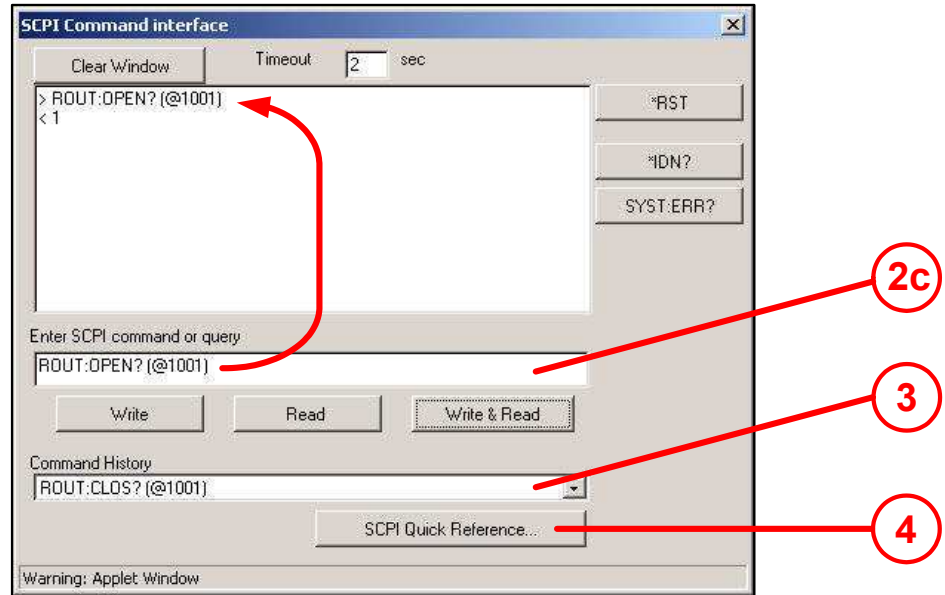 SCPI Command interface
Clear Window
Timeout 2 sec
> ROUT:OPEN? (@1001)
< 1
*RST
*IDN?
SYST:ERR?
2c
Enter SCPI command or query
ROUT:OPEN? (@1001)
Write
Read
Write & Read
3
Command History
ROUT:CLOS? (@1001)
SCPI Quick Reference...
4
Warning: Applet Window